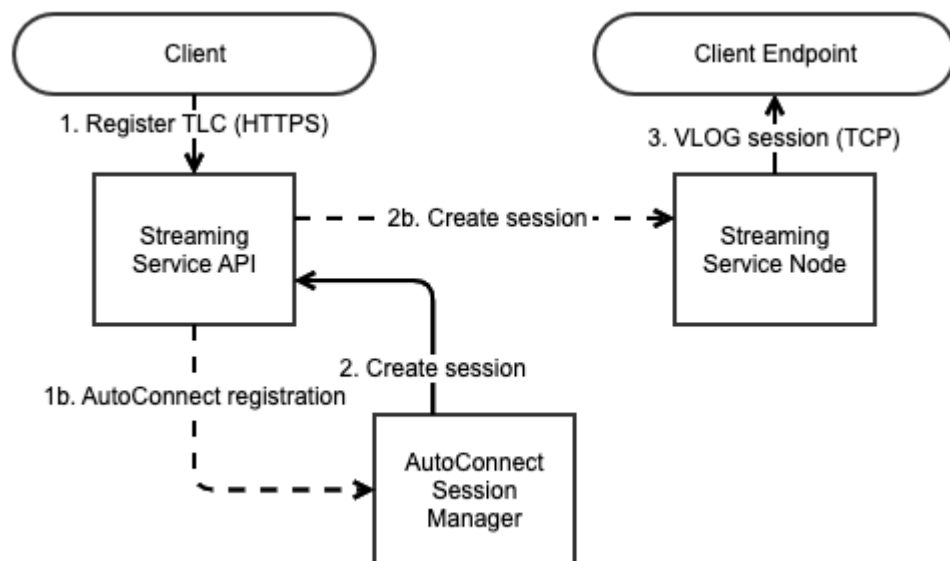 Client
Client Endpoint
1. Register TLC (HTTPS)
3. VLOG session (TCP)
Streaming
Service API
2b. Create session
Streaming
Service Node
2. Create session
1b. AutoConnect registration
AutoConnect
Session
Manager